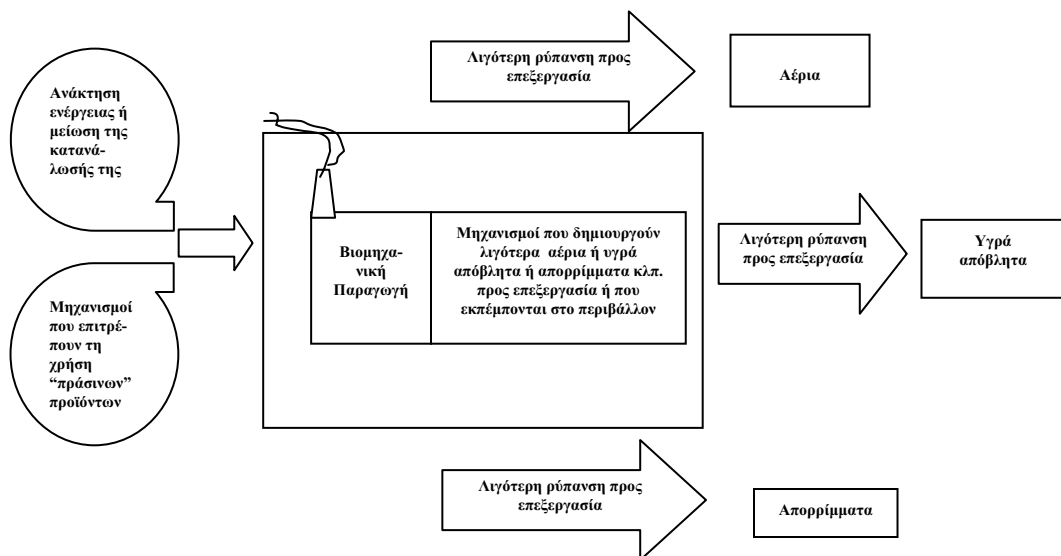 Λιγότερη ρύπανση προς
επεξεργασία
Αέρια
Ανάκτηση
ενέργειας ή
μείωση της
κατανά-
λωσής της
Βιομηχα-
νική
Παραγωγή
Μηχανισμοί που δημιουργούν
λιγότερα αέρια ή υγρά
απόβλητα ή απορρίμματα κλπ.
προς επεξεργασία ή που
εκπέμπονται στο περιβάλλον
Λιγότερη ρύπανση
προς επεξεργασία
Υγρά
απόβλητα
Μηχανισμοί
που επιτρέ-
πουν τη
χρήση
“πράσινων”
προϊόντων
Λιγότερη ρύπανση προς
επεξεργασία
Απορρίμματα